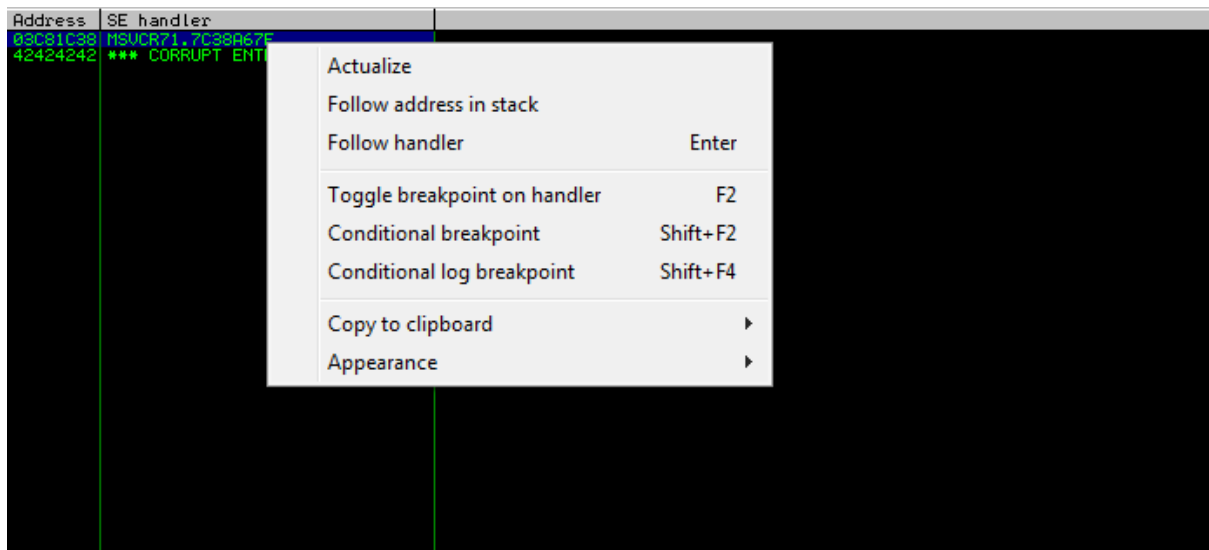 Address SE handler
03C81C38 MSVCR71.7C38A67F
42424242 *** CORRUPT ENT
Actualize
Follow address in stack
Follow handler Enter
Toggle breakpoint on handler F2
Conditional breakpoint Shift+F2
Conditional log breakpoint Shift+F4
Copy to clipboard
Appearance